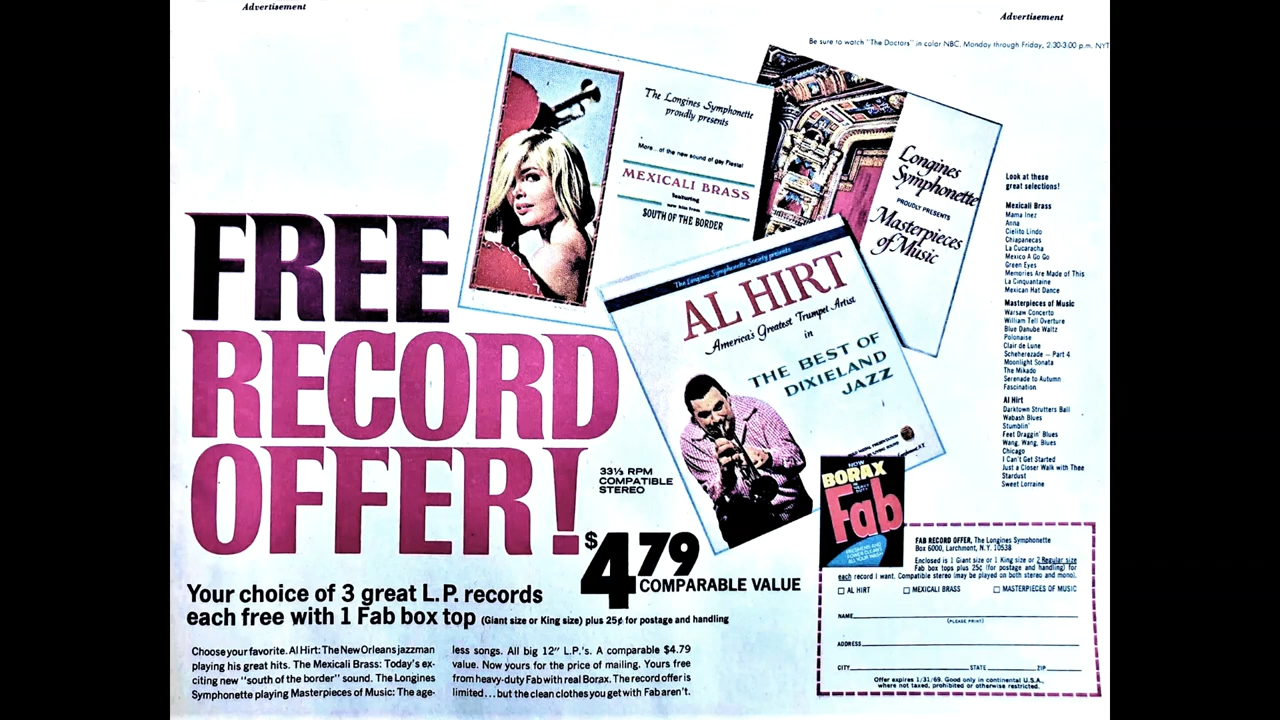 Advertisement
Advertisement
Be sure to watch "The Doctors" in color NBC, Monday through Friday, 2:30-3:00 p.m. NYT
The Longines Symphonette
proudly presents
More... of the new sound of gay Fiesta!
MEXICALI BRASS
featuring
new hits from
SOUTH OF THE BORDER
Longines
Symphonette
PROUDLY PRESENTS
Masterpieces
of Music
The Longines Symphonette Society presents
AL HIRT
America's Greatest Trumpet Artist
in
THE BEST OF
DIXIELAND
JAZZ
FREE
RECORD
OFFER!
33⅓ RPM
COMPATIBLE
STEREO
$4.79
COMPARABLE VALUE
Your choice of 3 great L.P. records
each free with 1 Fab box top (Giant size or King size) plus 25¢ for postage and handling
Choose your favorite. Al Hirt: The New Orleans jazzman
playing his great hits. The Mexicali Brass: Today's ex-
citing new "south of the border" sound. The Longines
Symphonette playing Masterpieces of Music: The age-
less songs. All big 12" L.P.'s. A comparable $4.79
value. Now yours for the price of mailing. Yours free
from heavy-duty Fab with real Borax. The record offer is
limited...but the clean clothes you get with Fab aren't.
Look at these
great selections!
Mexicali Brass
Mama Inez
Anna
Cielito Lindo
Chiapanecas
La Cucaracha
Mexico A Go Go
Green Eyes
Memories Are Made of This
La Cinquantaine
Mexican Hat Dance
Masterpieces of Music
Warsaw Concerto
William Tell Overture
Blue Danube Waltz
Polonaise
Clair de Lune
Scheherezade — Part 4
Moonlight Sonata
The Mikado
Serenade to Autumn
Fascination
Al Hirt
Darktown Strutters Ball
Wabash Blues
Stumblin'
Feet Draggin' Blues
Wang, Wang, Blues
Chicago
I Can't Get Started
Just a Closer Walk with Thee
Stardust
Sweet Lorraine
NOW
BORAX
Fab
FAB RECORD OFFER, The Longines Symphonette
Box 6000, Larchmont, N.Y. 10538
Enclosed is 1 Giant size or 1 King size or 2 Regular size
Fab box tops plus 25¢ (for postage and handling) for
each record I want. Compatible stereo (may be played on both stereo and mono).
☐ AL HIRT ☐ MEXICALI BRASS ☐ MASTERPIECES OF MUSIC
NAME
(PLEASE PRINT)
ADDRESS
CITY STATE ZIP
Offer expires 1/31/69. Good only in continental U.S.A.,
where not taxed, prohibited or otherwise restricted.